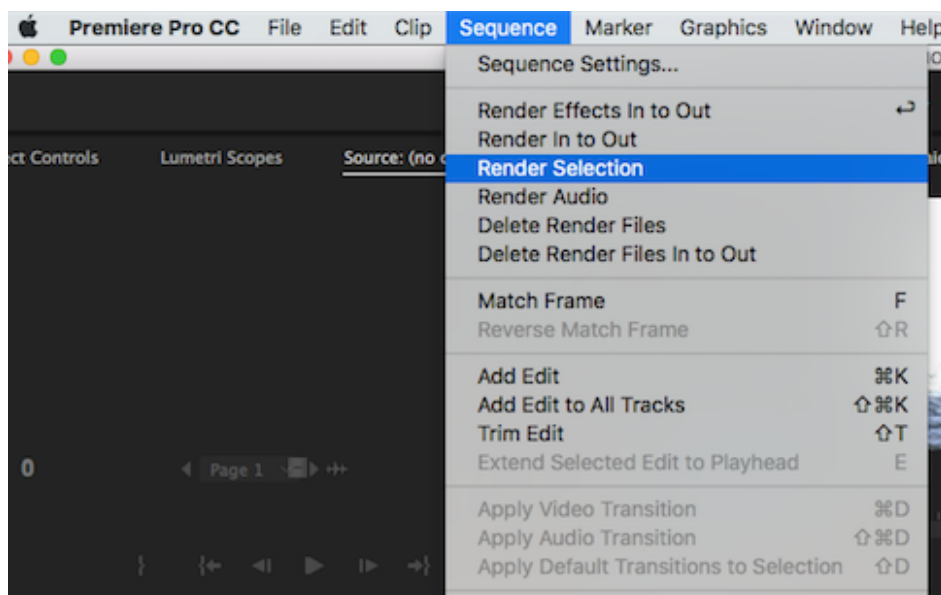 Premiere Pro CC File Edit Clip Sequence Marker Graphics Window Help
Sequence Settings...
Render Effects In to Out ↩
Render In to Out
ct Controls Lumetri Scopes Source: (no c
Render Selection
Render Audio
Delete Render Files
Delete Render Files In to Out
Match Frame F
Reverse Match Frame ⇧R
Add Edit ⌘K
Add Edit to All Tracks ⇧⌘K
Trim Edit ⇧T
0 Page 1
Extend Selected Edit to Playhead E
Apply Video Transition ⌘D
Apply Audio Transition ⇧⌘D
Apply Default Transitions to Selection ⇧D